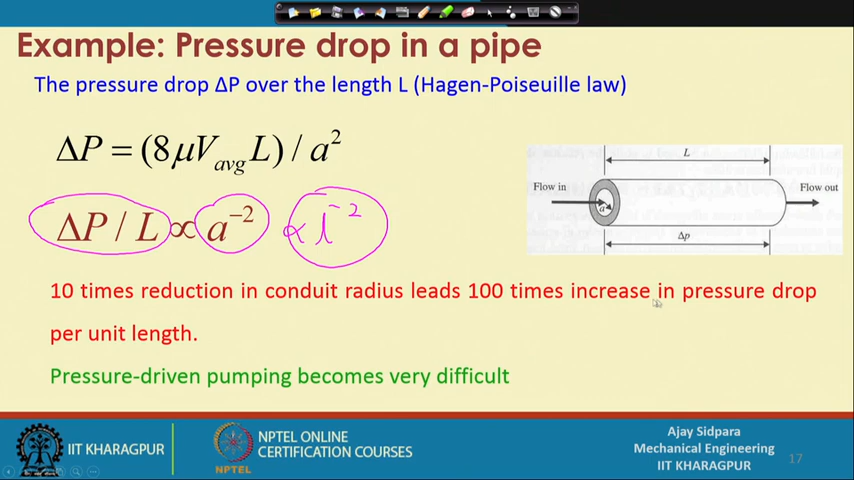 Example: Pressure drop in a pipe
The pressure drop ΔP over the length L (Hagen-Poiseuille law)
ΔP = (8μV_avg L) / a²
ΔP / L ∝ a⁻² ∝ l⁻²
L
Flow in
Flow out
a
Δp
10 times reduction in conduit radius leads 100 times increase in pressure drop
per unit length.
Pressure-driven pumping becomes very difficult
IIT KHARAGPUR
NPTEL
NPTEL ONLINE
CERTIFICATION COURSES
Ajay Sidpara
Mechanical Engineering
IIT KHARAGPUR
17